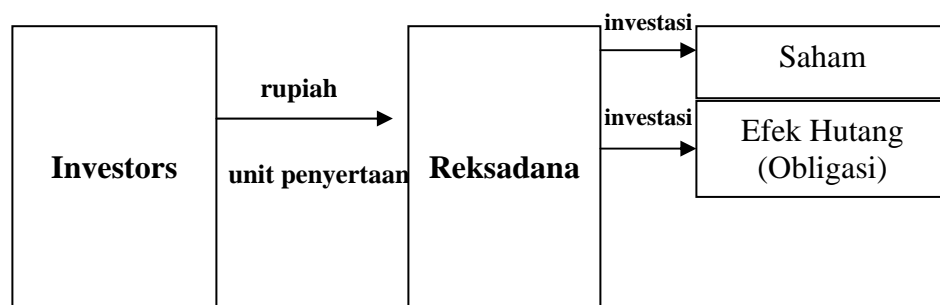 Investors
rupiah
unit penyertaan
Reksadana
investasi
Saham
investasi
Efek Hutang
(Obligasi)